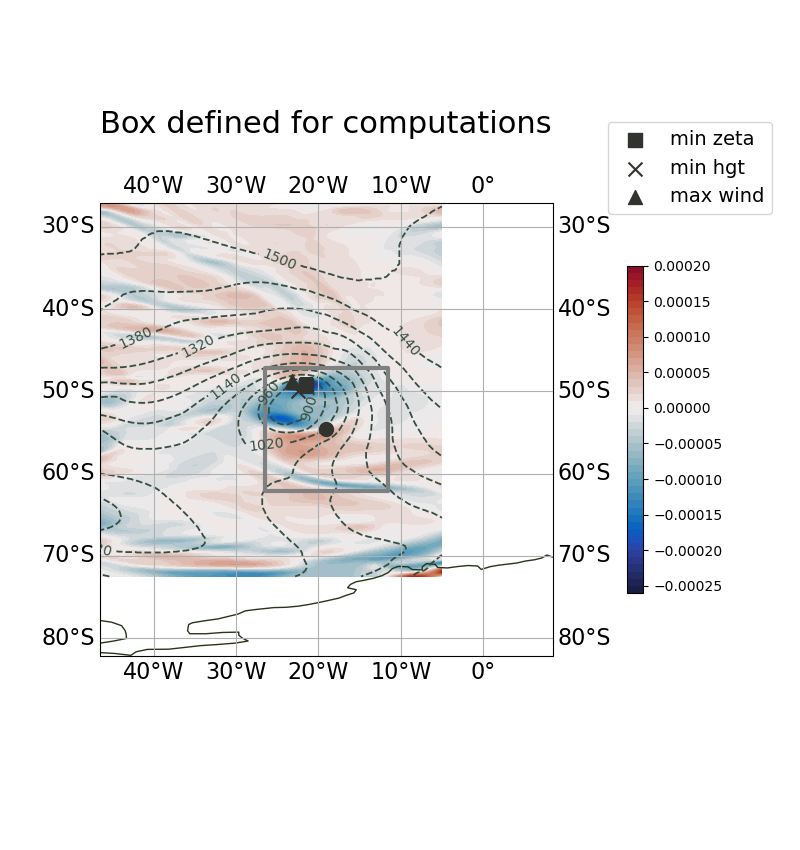 Box defined for computations
min zeta
min hgt
max wind
40°W 30°W 20°W 10°W 0°
30°S 30°S
40°S 40°S
50°S 50°S
60°S 60°S
70°S 70°S
80°S 80°S
40°W 30°W 20°W 10°W 0°
1500
1440
1380
1320
1140
960
900
1020
0
0.00020
0.00015
0.00010
0.00005
0.00000
−0.00005
−0.00010
−0.00015
−0.00020
−0.00025